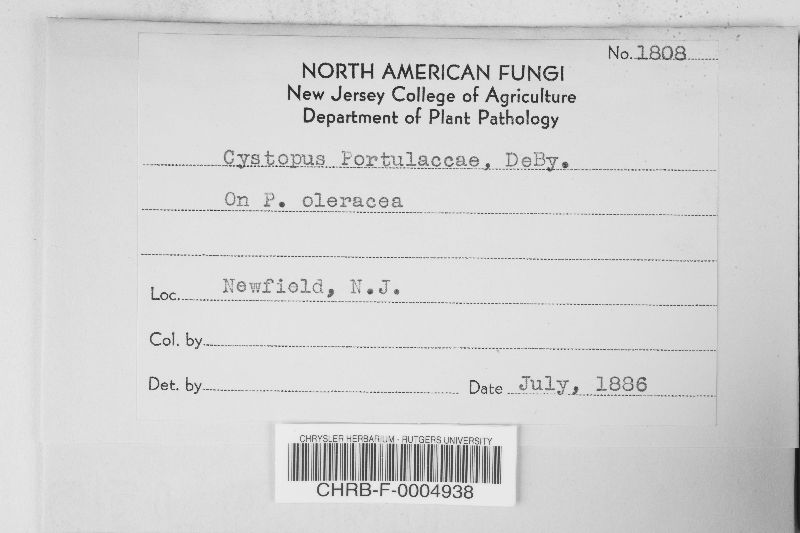 No. 1808
NORTH AMERICAN FUNGI
New Jersey College of Agriculture
Department of Plant Pathology
Cystopus Portulaccae, DeBy.
On P. oleracea
Loc. Newfield, N.J.
Col. by
Det. by Date July, 1886
CHRYSLER HERBARIUM - RUTGERS UNIVERSITY
CHRB-F-0004938